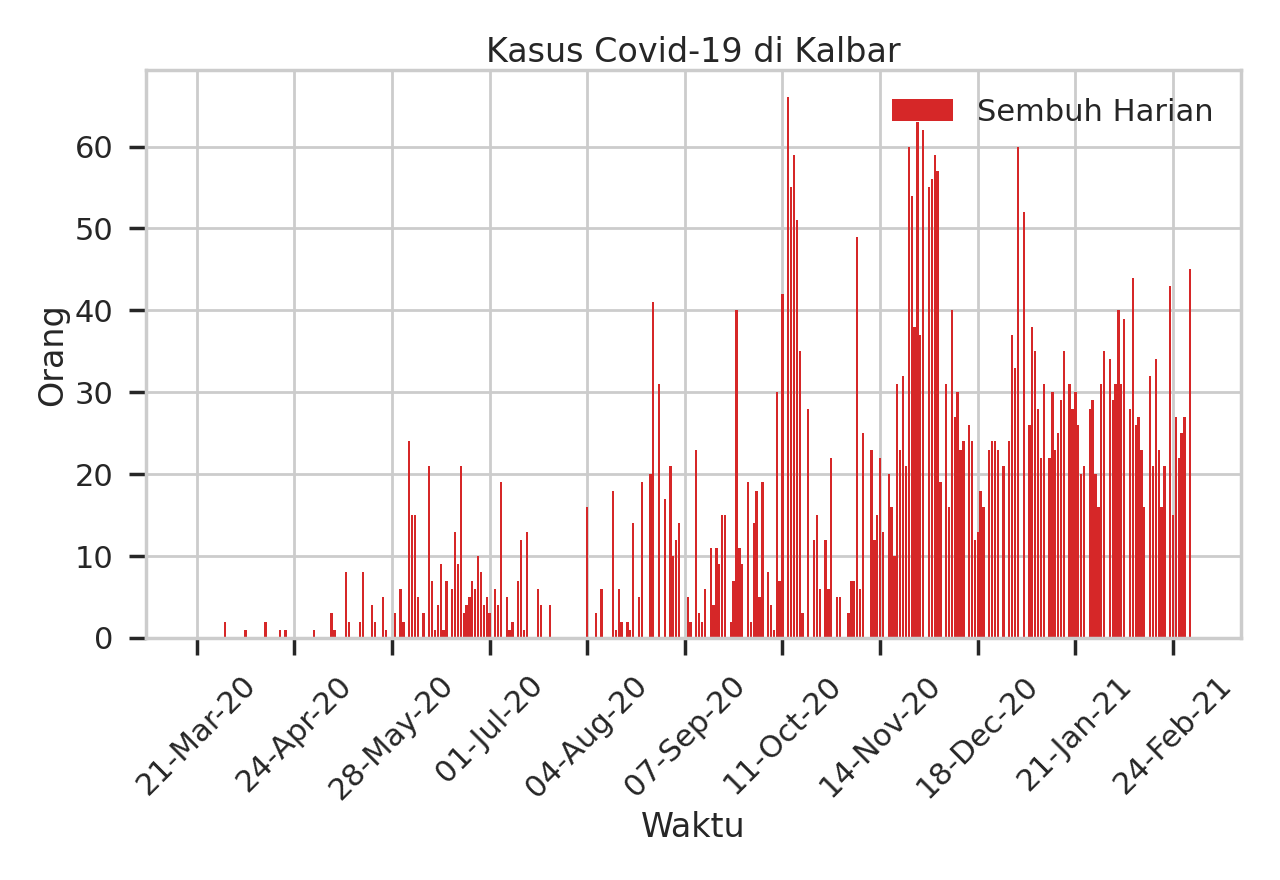 Kasus Covid-19 di Kalbar
Sembuh Harian
Orang
60
50
40
30
20
10
0
21-Mar-20
24-Apr-20
28-May-20
01-Jul-20
04-Aug-20
07-Sep-20
11-Oct-20
14-Nov-20
18-Dec-20
21-Jan-21
24-Feb-21
Waktu